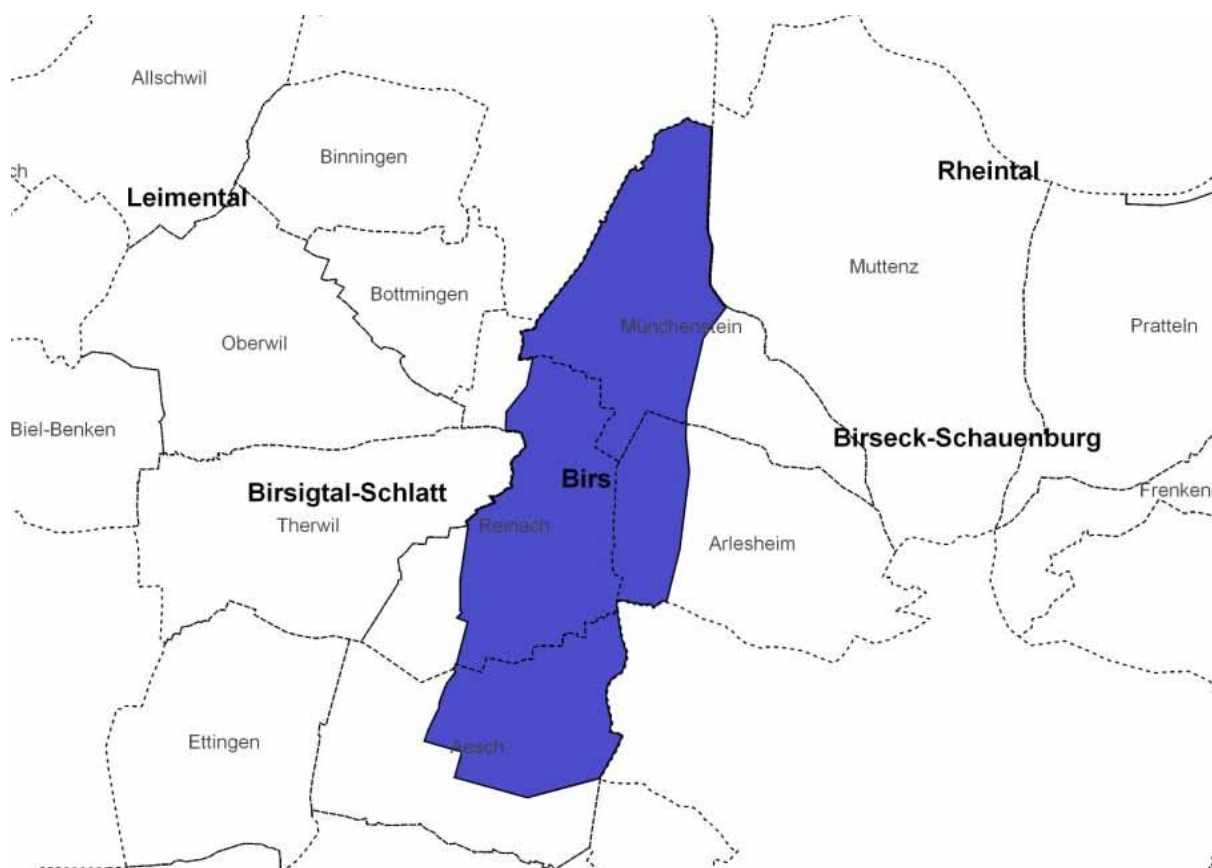 Allschwil
Binningen
ch
Rheintal
Leimental
Muttenz
Bottmingen
Münchenstein
Pratteln
Oberwil
Biel-Benken
Birseck-Schauenburg
Birs
Birsigtal-Schlatt
Frenken
Therwil
Reinach
Arlesheim
Ettingen
Aesch